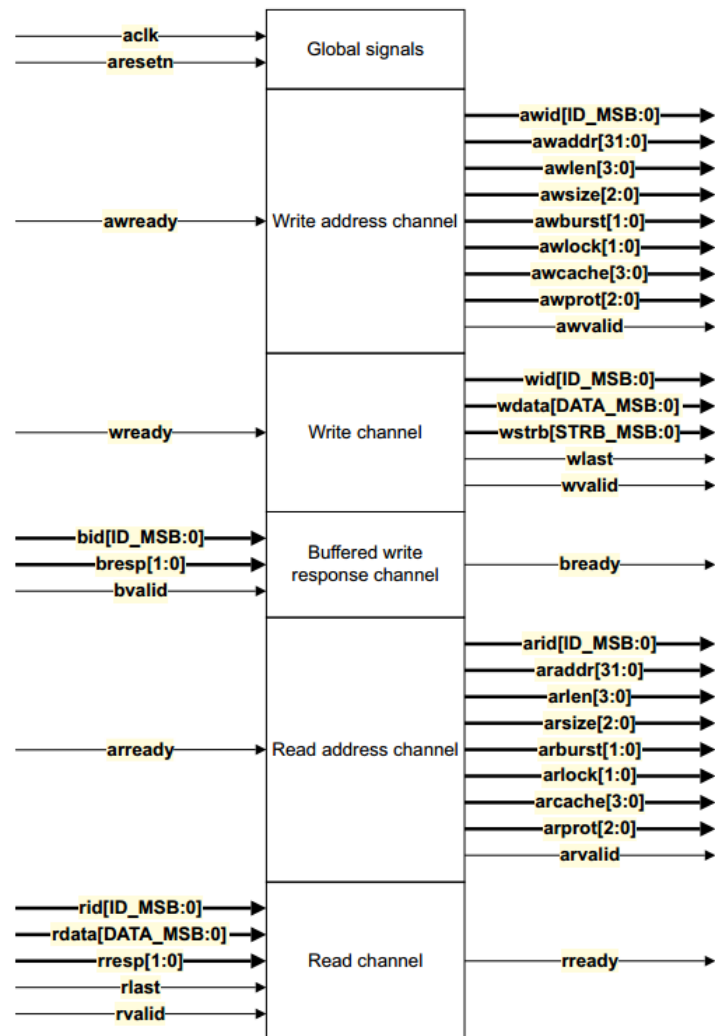 aclk
aresetn
Global signals
awready
Write address channel
awid[ID_MSB:0]
awaddr[31:0]
awlen[3:0]
awsize[2:0]
awburst[1:0]
awlock[1:0]
awcache[3:0]
awprot[2:0]
awvalid
wready
Write channel
wid[ID_MSB:0]
wdata[DATA_MSB:0]
wstrb[STRB_MSB:0]
wlast
wvalid
bid[ID_MSB:0]
bresp[1:0]
bvalid
Buffered write
response channel
bready
arready
Read address channel
arid[ID_MSB:0]
araddr[31:0]
arlen[3:0]
arsize[2:0]
arburst[1:0]
arlock[1:0]
arcache[3:0]
arprot[2:0]
arvalid
rid[ID_MSB:0]
rdata[DATA_MSB:0]
rresp[1:0]
rlast
rvalid
Read channel
rready